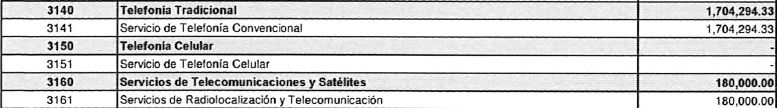 3140 Telefonía Tradicional 1,704,294.33
3141 Servicio de Telefonía Convencional 1,704,294.33
3150 Telefonía Celular -
3151 Servicio de Telefonía Celular -
3160 Servicios de Telecomunicaciones y Satélites 180,000.00
3161 Servicios de Radiolocalización y Telecomunicación 180,000.00